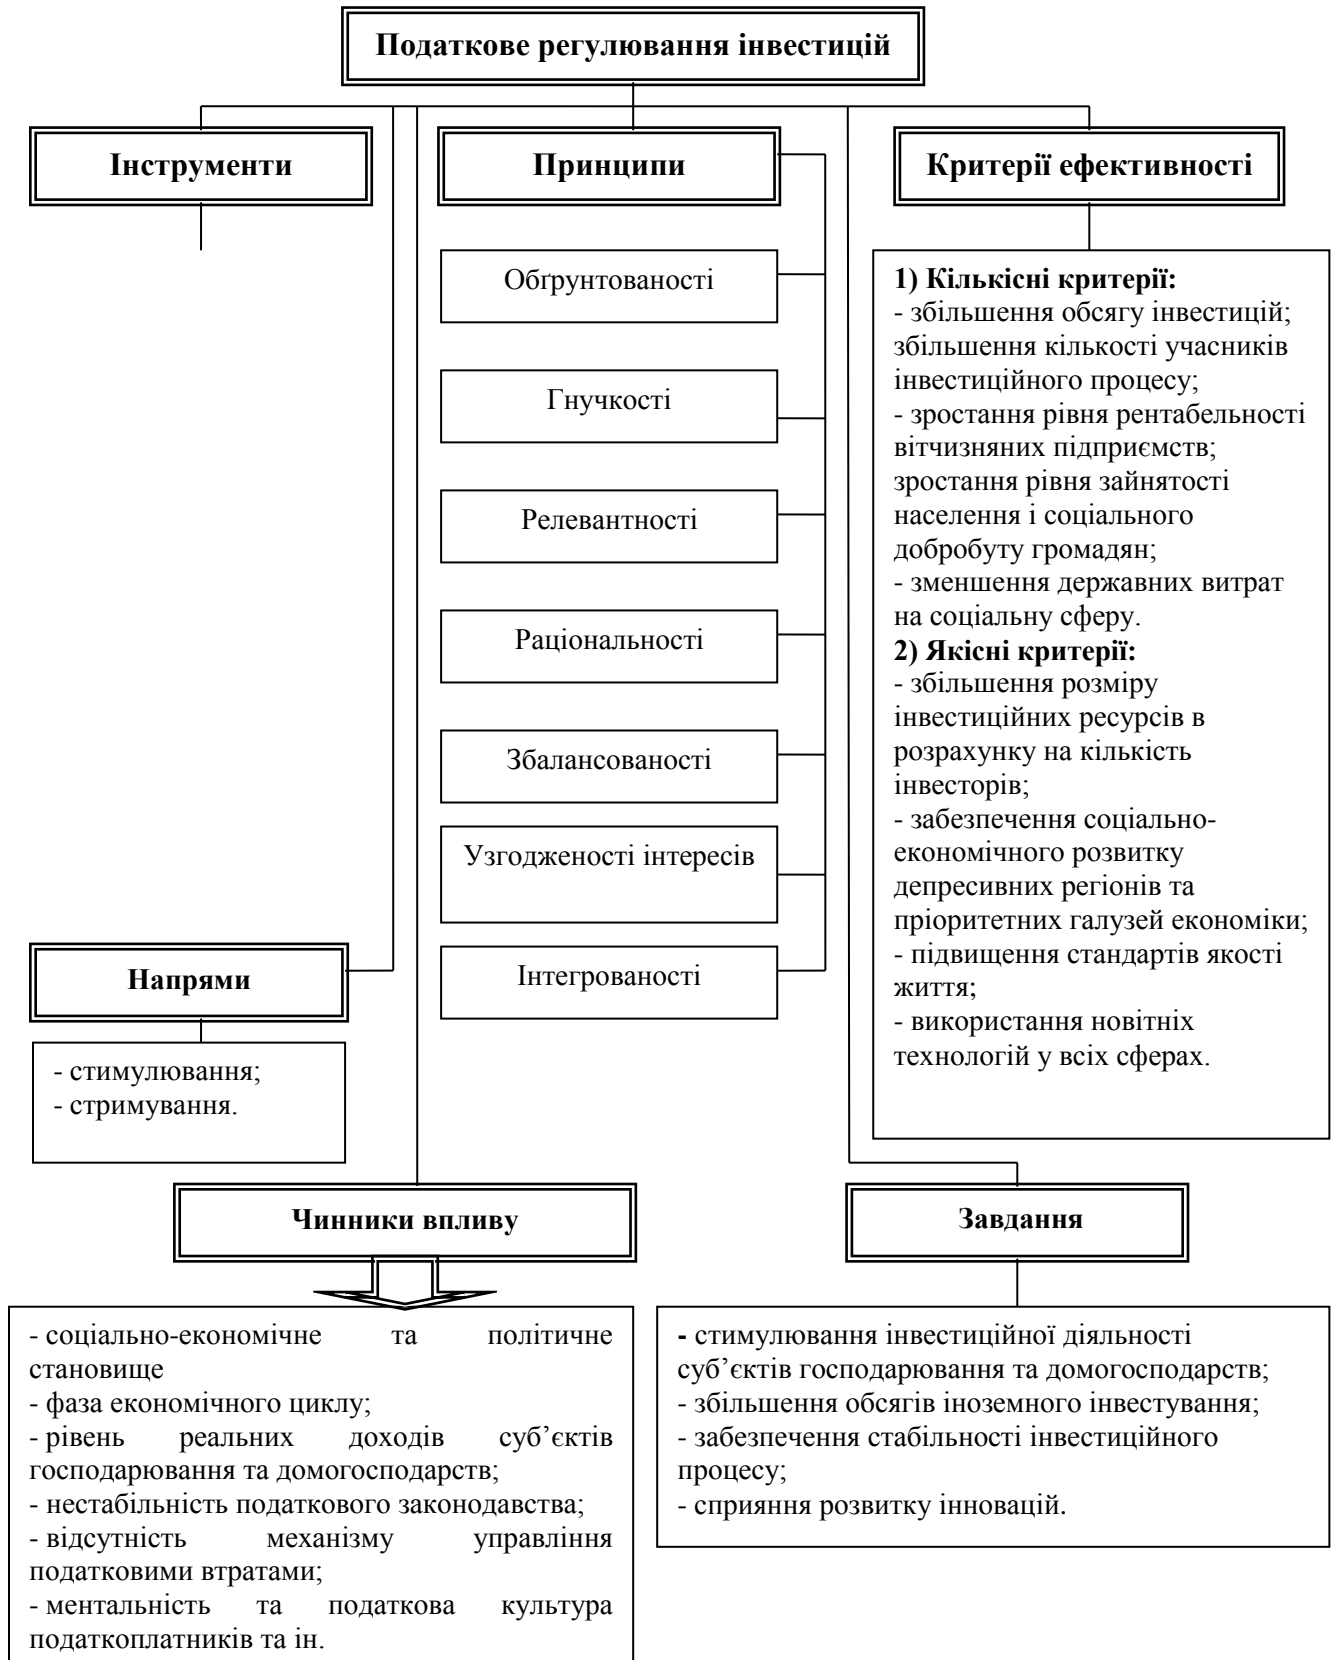 Податкове регулювання інвестицій
Інструменти
Принципи
Критерії ефективності
Обґрунтованості
Гнучкості
Релевантності
Раціональності
Збалансованості
Узгодженості інтересів
Інтегрованості
1) Кількісні критерії:
- збільшення обсягу інвестицій;
збільшення кількості учасників
інвестиційного процесу;
- зростання рівня рентабельності
вітчизняних підприємств;
зростання рівня зайнятості
населення і соціального
добробуту громадян;
- зменшення державних витрат
на соціальну сферу.
2) Якісні критерії:
- збільшення розміру
інвестиційних ресурсів в
розрахунку на кількість
інвесторів;
- забезпечення соціально-
економічного розвитку
депресивних регіонів та
пріоритетних галузей економіки;
- підвищення стандартів якості
життя;
- використання новітніх
технологій у всіх сферах.
Напрями
- стимулювання;
- стримування.
Чинники впливу
- соціально-економічне та політичне
становище
- фаза економічного циклу;
- рівень реальних доходів суб’єктів
господарювання та домогосподарств;
- нестабільність податкового законодавства;
- відсутність механізму управління
податковими втратами;
- ментальність та податкова культура
податкоплатників та ін.
Завдання
- стимулювання інвестиційної діяльності
суб’єктів господарювання та домогосподарств;
- збільшення обсягів іноземного інвестування;
- забезпечення стабільності інвестиційного
процесу;
- сприяння розвитку інновацій.